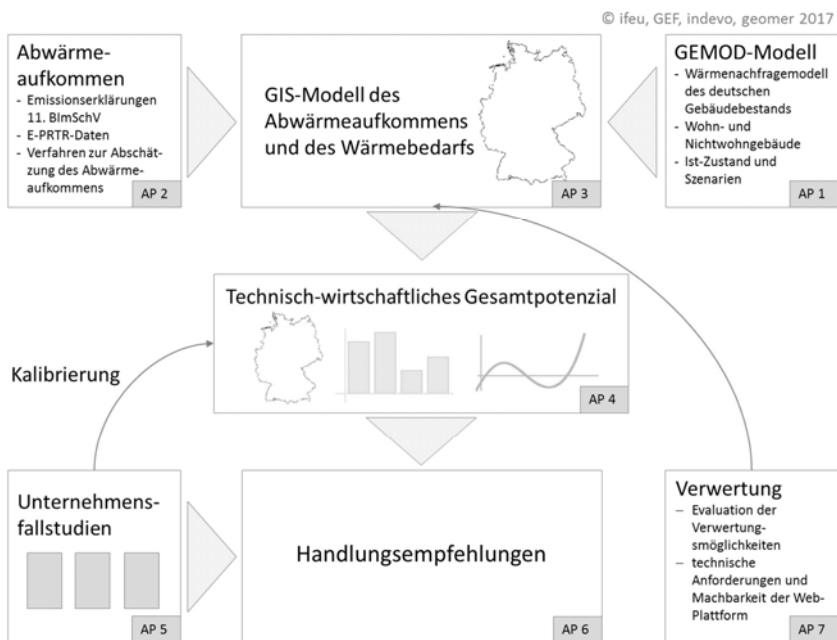 © ifeu, GEF, indevo, geomer 2017
Abwärme-
aufkommen
- Emissionserklärungen
11. BImSchV
- E-PRTR-Daten
- Verfahren zur Abschät-
zung des Abwärme-
aufkommens
AP 2
GIS-Modell des
Abwärmeaufkommens
und des Wärmebedarfs
AP 3
GEMOD-Modell
- Wärmenachfragemodell
des deutschen
Gebäudebestands
- Wohn- und
Nichtwohngebäude
- Ist-Zustand und
Szenarien
AP 1
Technisch-wirtschaftliches Gesamtpotenzial
AP 4
Kalibrierung
Unternehmens-
fallstudien
AP 5
Handlungsempfehlungen
AP 6
Verwertung
– Evaluation der
Verwertung-
smöglichkeiten
– technische
Anforderungen und
Machbarkeit der Web-
Plattform
AP 7